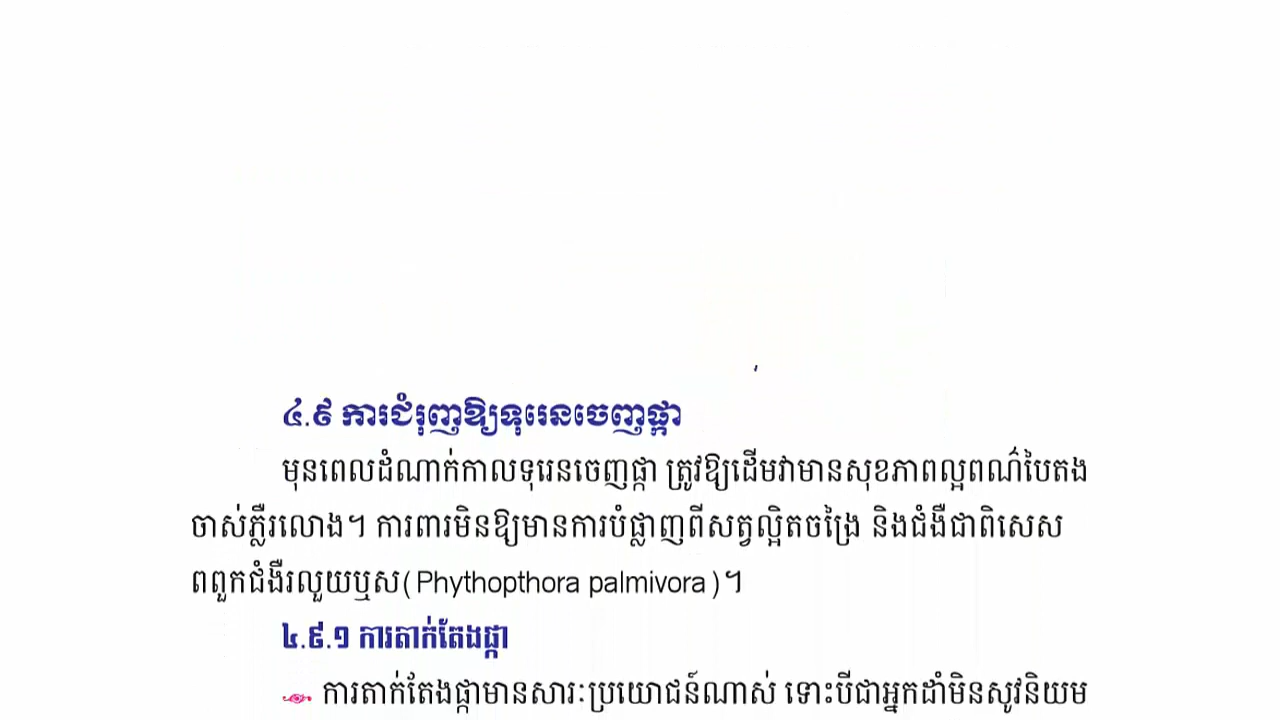 ៤.៩ ការជំរុញឱ្យទុរេនចេញផ្កា
មុនពេលដំណាក់កាលទុរេនចេញផ្កា ត្រូវឱ្យដើមវាមានសុខភាពល្អពណ៌បៃតង
ចាស់ភ្លឺរលោង។ ការពារមិនឱ្យមានការបំផ្លាញពីសត្វល្អិតចង្រៃ និងជំងឺជាពិសេស
ពពួកជំងឺរលួយឬស(Phythopthora palmivora)។
៤.៩.១ ការតាក់តែងផ្កា
ការតាក់តែងផ្កាមានសារៈប្រយោជន៍ណាស់ ទោះបីជាអ្នកដាំមិនសូវនិយម